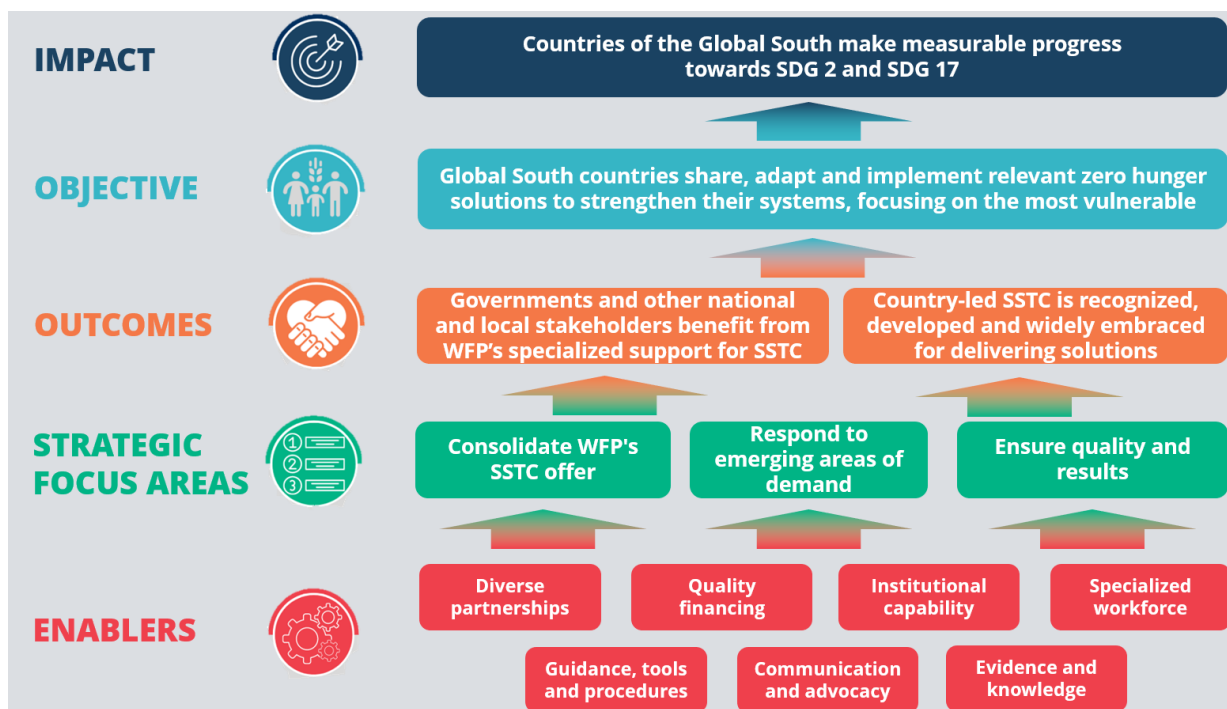 IMPACT
Countries of the Global South make measurable progress
towards SDG 2 and SDG 17
OBJECTIVE
Global South countries share, adapt and implement relevant zero hunger
solutions to strengthen their systems, focusing on the most vulnerable
OUTCOMES
Governments and other national
and local stakeholders benefit from
WFP’s specialized support for SSTC
Country-led SSTC is recognized,
developed and widely embraced
for delivering solutions
STRATEGIC
FOCUS AREAS
1
2
3
Consolidate WFP's
SSTC offer
Respond to
emerging areas of
demand
Ensure quality and
results
ENABLERS
Diverse
partnerships
Quality
financing
Institutional
capability
Specialized
workforce
Guidance, tools
and procedures
Communication
and advocacy
Evidence and
knowledge